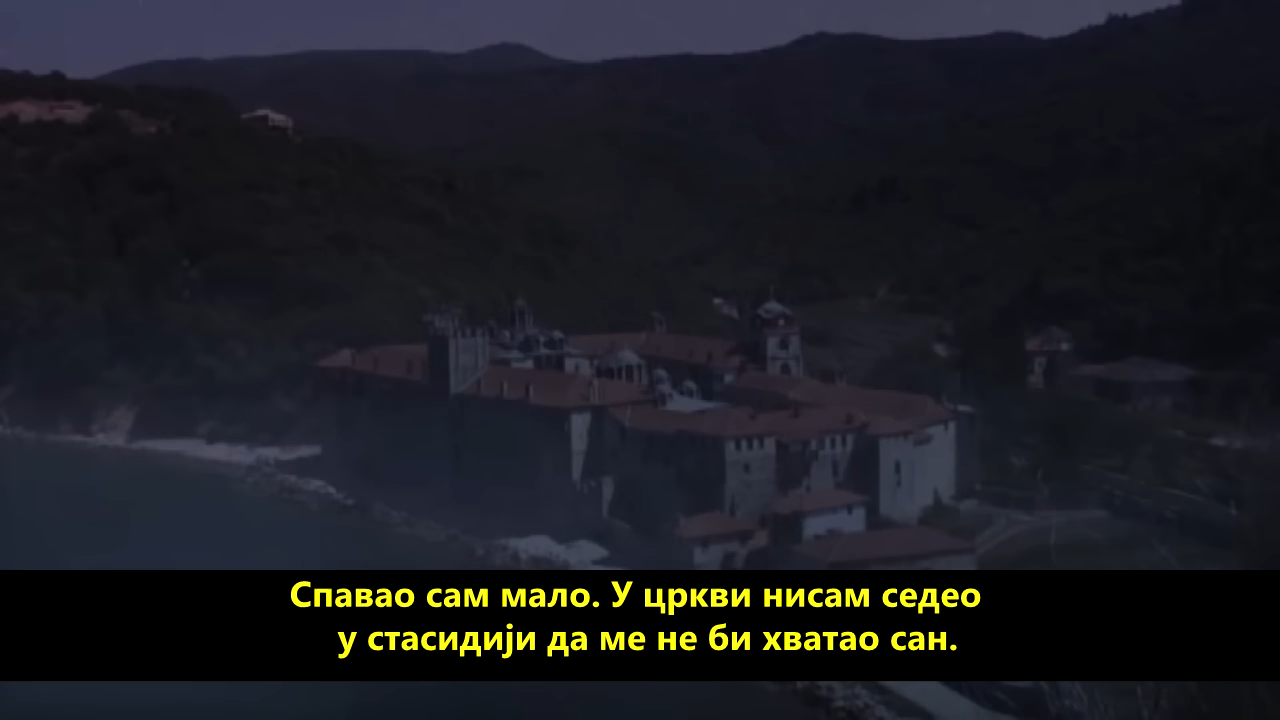 Спавао сам мало. У цркви нисам седео
у стасидији да ме не би хватао сан.